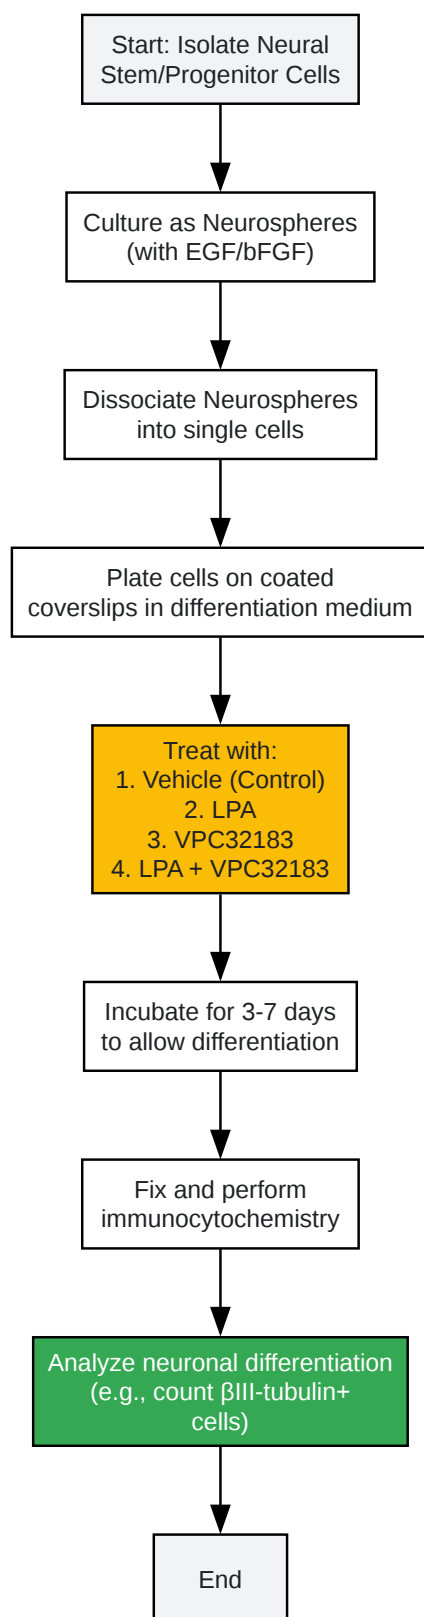 Start: Isolate Neural
Stem/Progenitor Cells
Culture as Neurospheres
(with EGF/bFGF)
Dissociate Neurospheres
into single cells
Plate cells on coated
coverslips in differentiation medium
Treat with:
1. Vehicle (Control)
2. LPA
3. VPC32183
4. LPA + VPC32183
Incubate for 3-7 days
to allow differentiation
Fix and perform
immunocytochemistry
Analyze neuronal differentiation
(e.g., count βIII-tubulin+
cells)
End